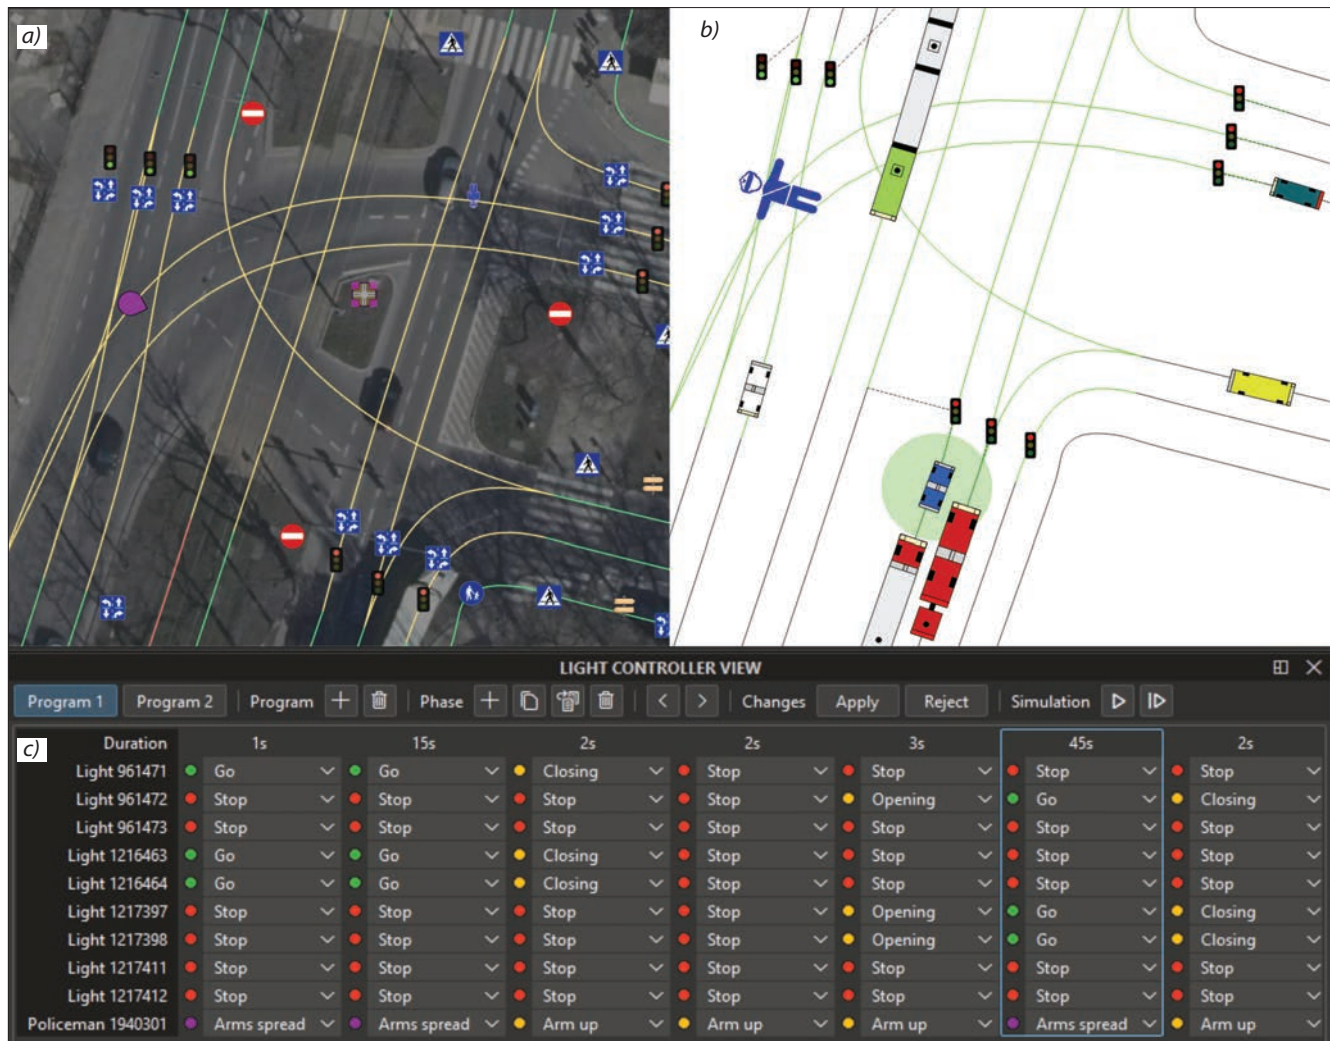 a)
b)
LIGHT CONTROLLER VIEW
Program 1 Program 2 Program Phase Changes Apply Reject Simulation
c)
Duration 1s 15s 2s 2s 3s 45s 2s
Light 961471 Go Go Closing Stop Stop Stop Stop
Light 961472 Stop Stop Stop Stop Opening Go Closing
Light 961473 Stop Stop Stop Stop Stop Stop Stop
Light 1216463 Go Go Closing Stop Stop Stop Stop
Light 1216464 Go Go Closing Stop Stop Stop Stop
Light 1217397 Stop Stop Stop Stop Opening Go Closing
Light 1217398 Stop Stop Stop Stop Opening Go Closing
Light 1217411 Stop Stop Stop Stop Stop Stop Stop
Light 1217412 Stop Stop Stop Stop Stop Stop Stop
Policeman 1940301 Arms spread Arms spread Arm up Arm up Arm up Arms spread Arm up